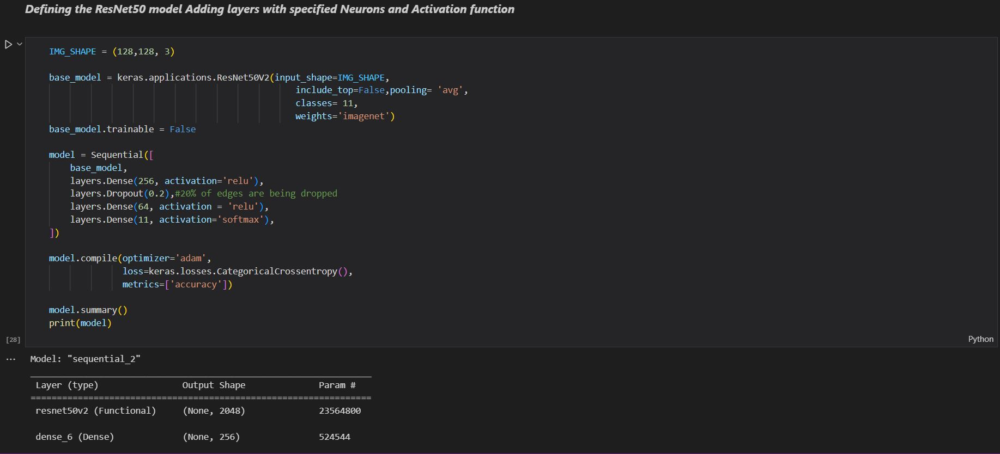 Defining the ResNet50 model Adding layers with specified Neurons and Activation function
IMG_SHAPE = (128,128, 3)
base_model = keras.applications.ResNet50V2(input_shape=IMG_SHAPE,
include_top=False,pooling= 'avg',
classes= 11,
weights='imagenet')
base_model.trainable = False
model = Sequential([
base_model,
layers.Dense(256, activation='relu'),
layers.Dropout(0.2),#20% of edges are being dropped
layers.Dense(64, activation = 'relu'),
layers.Dense(11, activation='softmax'),
])
model.compile(optimizer='adam',
loss=keras.losses.CategoricalCrossentropy(),
metrics=['accuracy'])
model.summary()
print(model)
[28]
Python
Model: "sequential_2"
_________________________________________________________________
Layer (type) Output Shape Param #
=================================================================
resnet50v2 (Functional) (None, 2048) 23564800
dense_6 (Dense) (None, 256) 524544